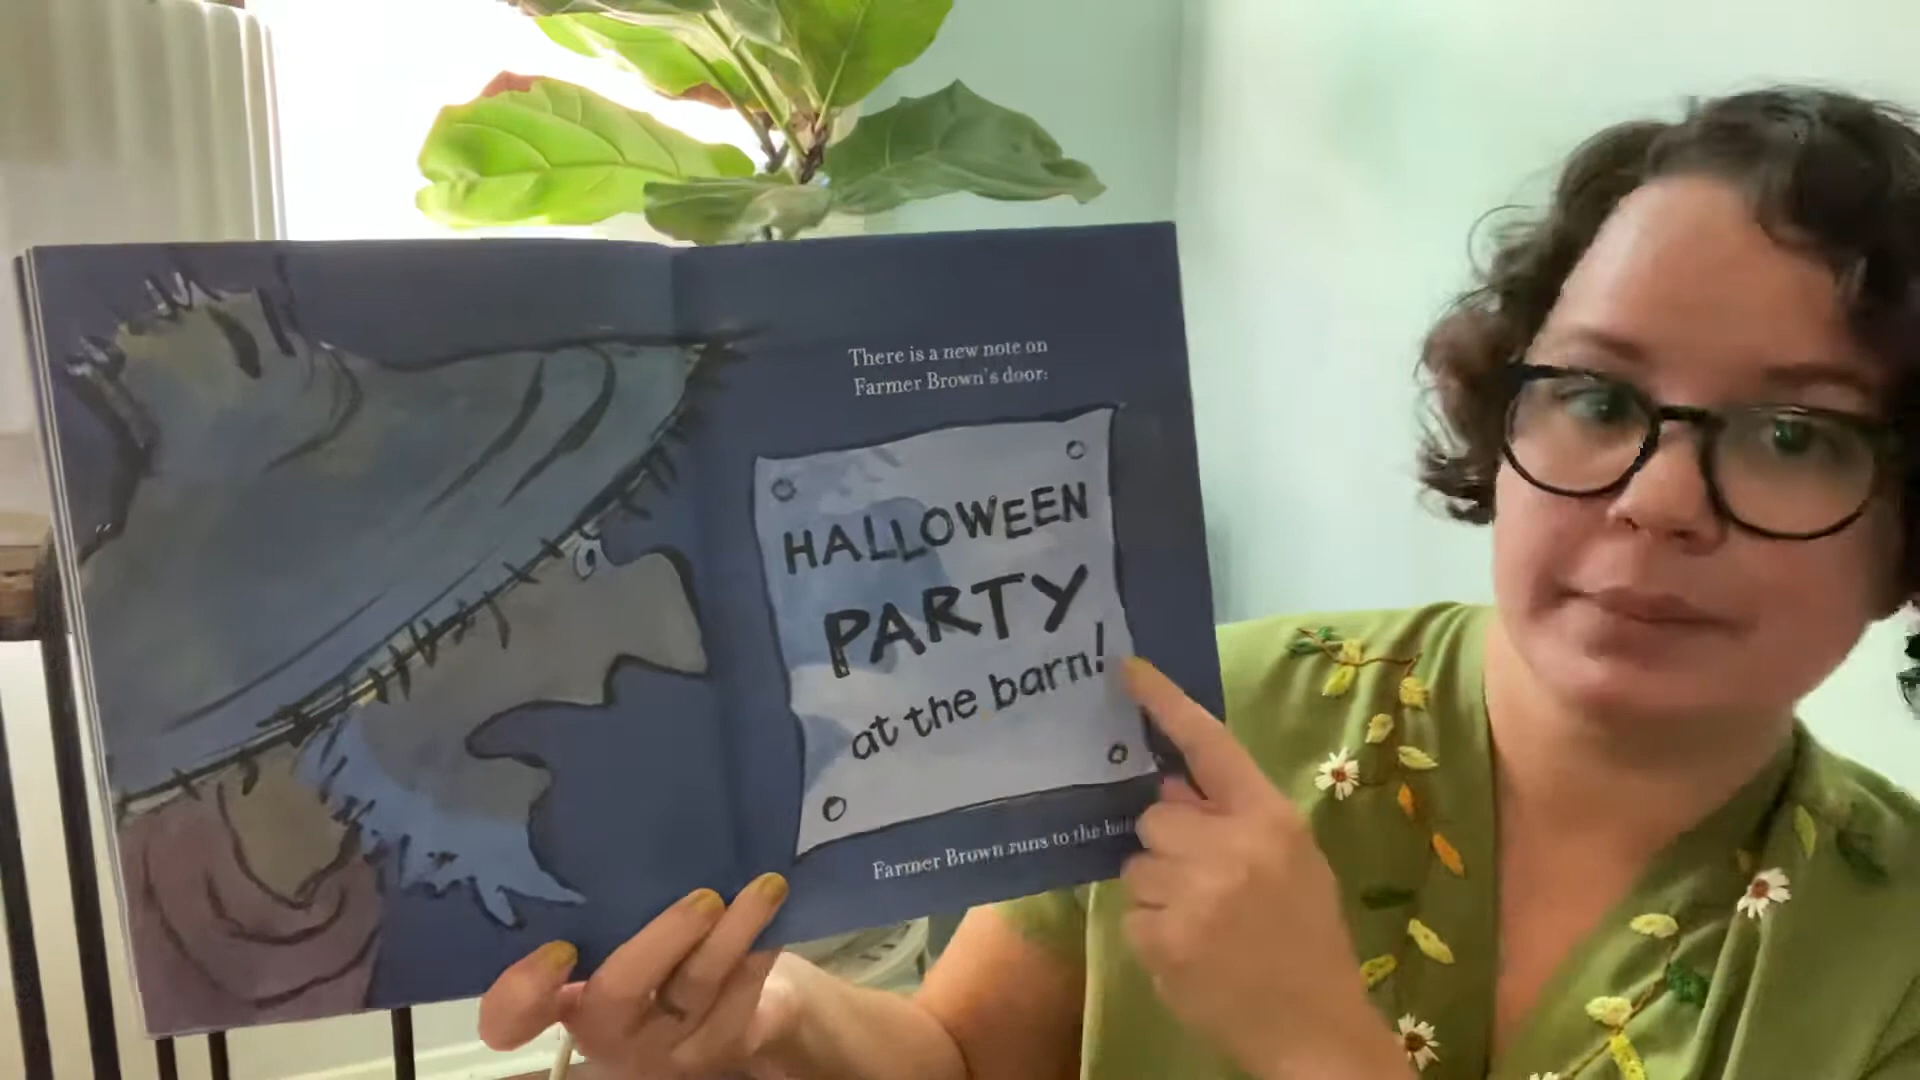 There is a new note on
Farmer Brown's door:
HALLOWEEN
PARTY
at the barn!
Farmer Brown runs to the